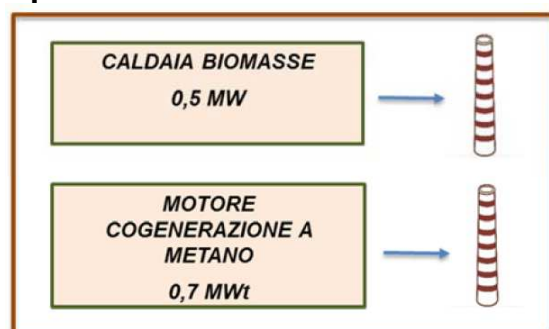 CALDAIA BIOMASSE
0,5 MW
MOTORE
COGENERAZIONE A
METANO
0,7 MWt